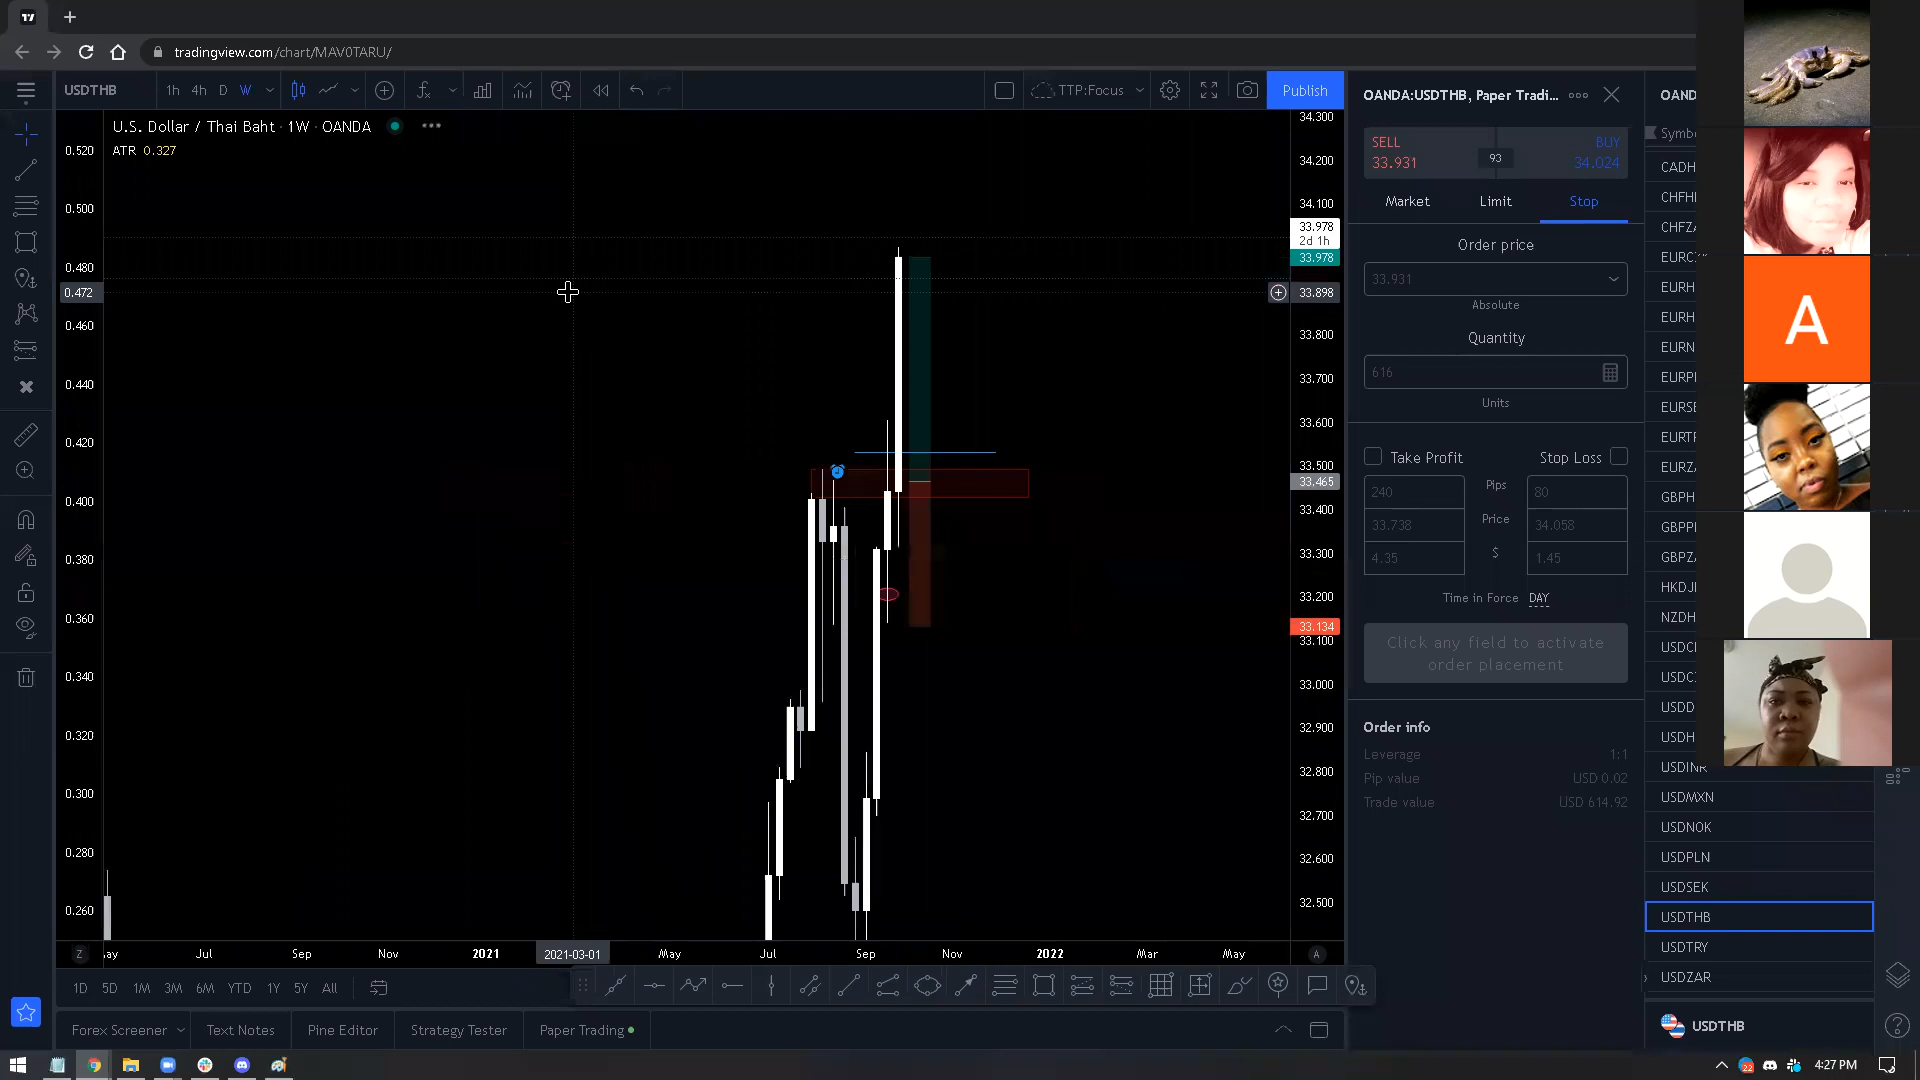 tradingview.com/chart/MAV0TARU/
USDTHB
1h 4h D W
TTP:Focus
Publish
U.S. Dollar / Thai Baht · 1W · OANDA
ATR 0.327
0.520
0.500
0.480
0.472
0.460
0.440
0.420
0.400
0.380
0.360
0.340
0.320
0.300
0.280
0.260
34.300
34.200
34.100
33.978
2d 1h
33.978
33.898
33.800
33.700
33.600
33.500
33.465
33.400
33.300
33.200
33.134
33.100
33.000
32.900
32.800
32.700
32.600
32.500
Z
Jul
Sep
Nov
2021
2021-03-01
May
Jul
Sep
Nov
2022
Mar
May
A
1D 5D 1M 3M 6M YTD 1Y 5Y All
Forex Screener
Text Notes
Pine Editor
Strategy Tester
Paper Trading
OANDA:USDTHB, Paper Tradi...
SELL
33.931
93
BUY
34.024
Market
Limit
Stop
Order price
33.931
Absolute
Quantity
616
Units
Take Profit
Stop Loss
240
Pips
80
33.738
Price
34.058
4.35
$
1.45
Time in Force DAY
Click any field to activate
order placement
Order info
Leverage 1:1
Pip value USD 0.02
Trade value USD 614.92
OAND
Symb
CADH
CHFH
CHFZ
EURC
EURH
EURH
EURN
EURP
EURSE
EURTF
EURZ
GBPH
GBPP
GBPZ
HKDJ
NZDH
USDC
USDC
USDD
USDH
USDINR
USDMXN
USDNOK
USDPLN
USDSEK
USDTHB
USDTRY
USDZAR
USDTHB
A
22
4:27 PM